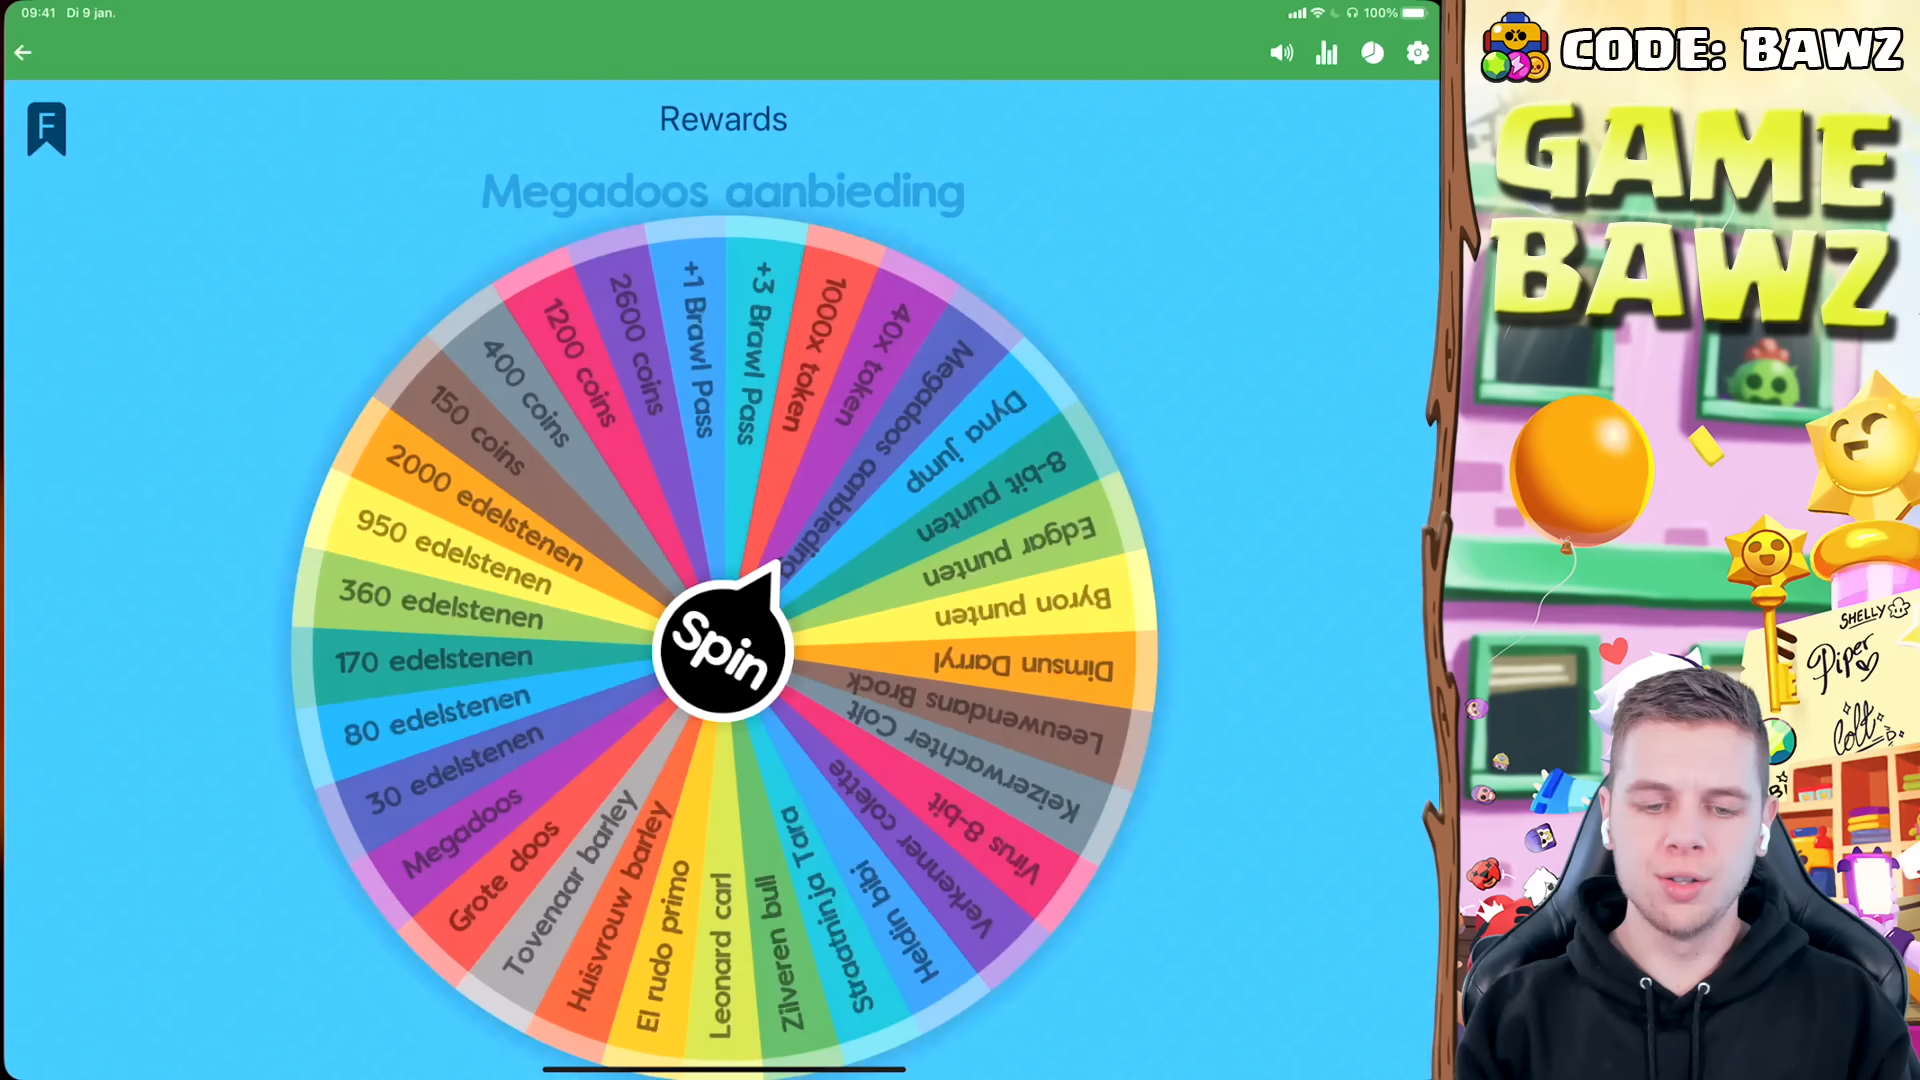 09:41 Di 9 jan.
100%
CODE: BAWZ
GAME
BAWZ
F
Rewards
Megadoos aanbieding
+3 Brawl Pass
1000x token
40x token
Megadoos aanbieding
Dyna jump
8-bit punten
Edgar punten
Byron punten
Dimsun Darryl
Leeuwendans Brock
Keizerwachter Colt
Virus 8-bit
Verkenner colette
Heldin bibi
Straatninja Tara
Zilveren bull
Leonard carl
El rudo primo
Huisvrouw barley
Tovenaar barley
Grote doos
Megadoos
30 edelstenen
80 edelstenen
170 edelstenen
360 edelstenen
950 edelstenen
2000 edelstenen
150 coins
400 coins
1200 coins
2600 coins
+1 Brawl Pass
Spin
SHELLY
Piper
Colt